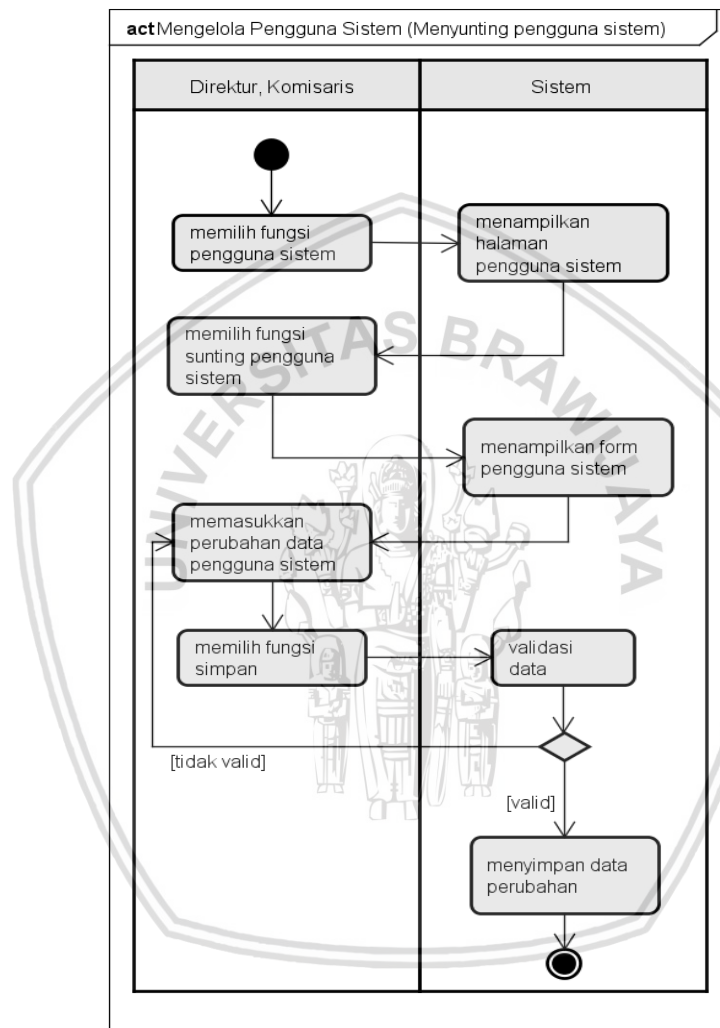 act Mengelola Pengguna Sistem (Menyunting pengguna sistem)
Direktur, Komisaris
Sistem
memilih fungsi
pengguna sistem
menampilkan
halaman
pengguna sistem
memilih fungsi
sunting pengguna
sistem
menampilkan form
pengguna sistem
memasukkan
perubahan data
pengguna sistem
memilih fungsi
simpan
validasi
data
[tidak valid]
[valid]
menyimpan data
perubahan
UNIVERSITAS BRAWIJAYA